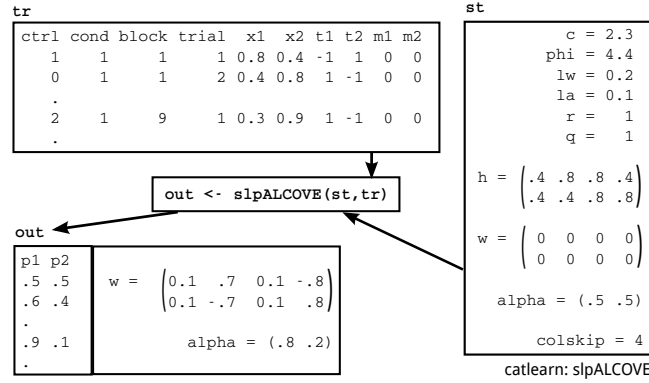 tr
ctrl cond block trial x1 x2 t1 t2 m1 m2
1 1 1 1 0.8 0.4 -1 1 0 0
0 1 1 2 0.4 0.8 1 -1 0 0
.
2 1 9 1 0.3 0.9 1 -1 0 0
.
out <- slpALCOVE(st,tr)
out
p1 p2
.5 .5
.6 .4
.
.9 .1
.
w = (0.1 .7 0.1 -.8)
(0.1 -.7 0.1 .8)
alpha = (.8 .2)
st
c = 2.3
phi = 4.4
lw = 0.2
la = 0.1
r = 1
q = 1
h = (.4 .8 .8 .4)
(.4 .4 .8 .8)
w = (0 0 0 0)
(0 0 0 0)
alpha = (.5 .5)
colskip = 4
catlearn: slpALCOVE